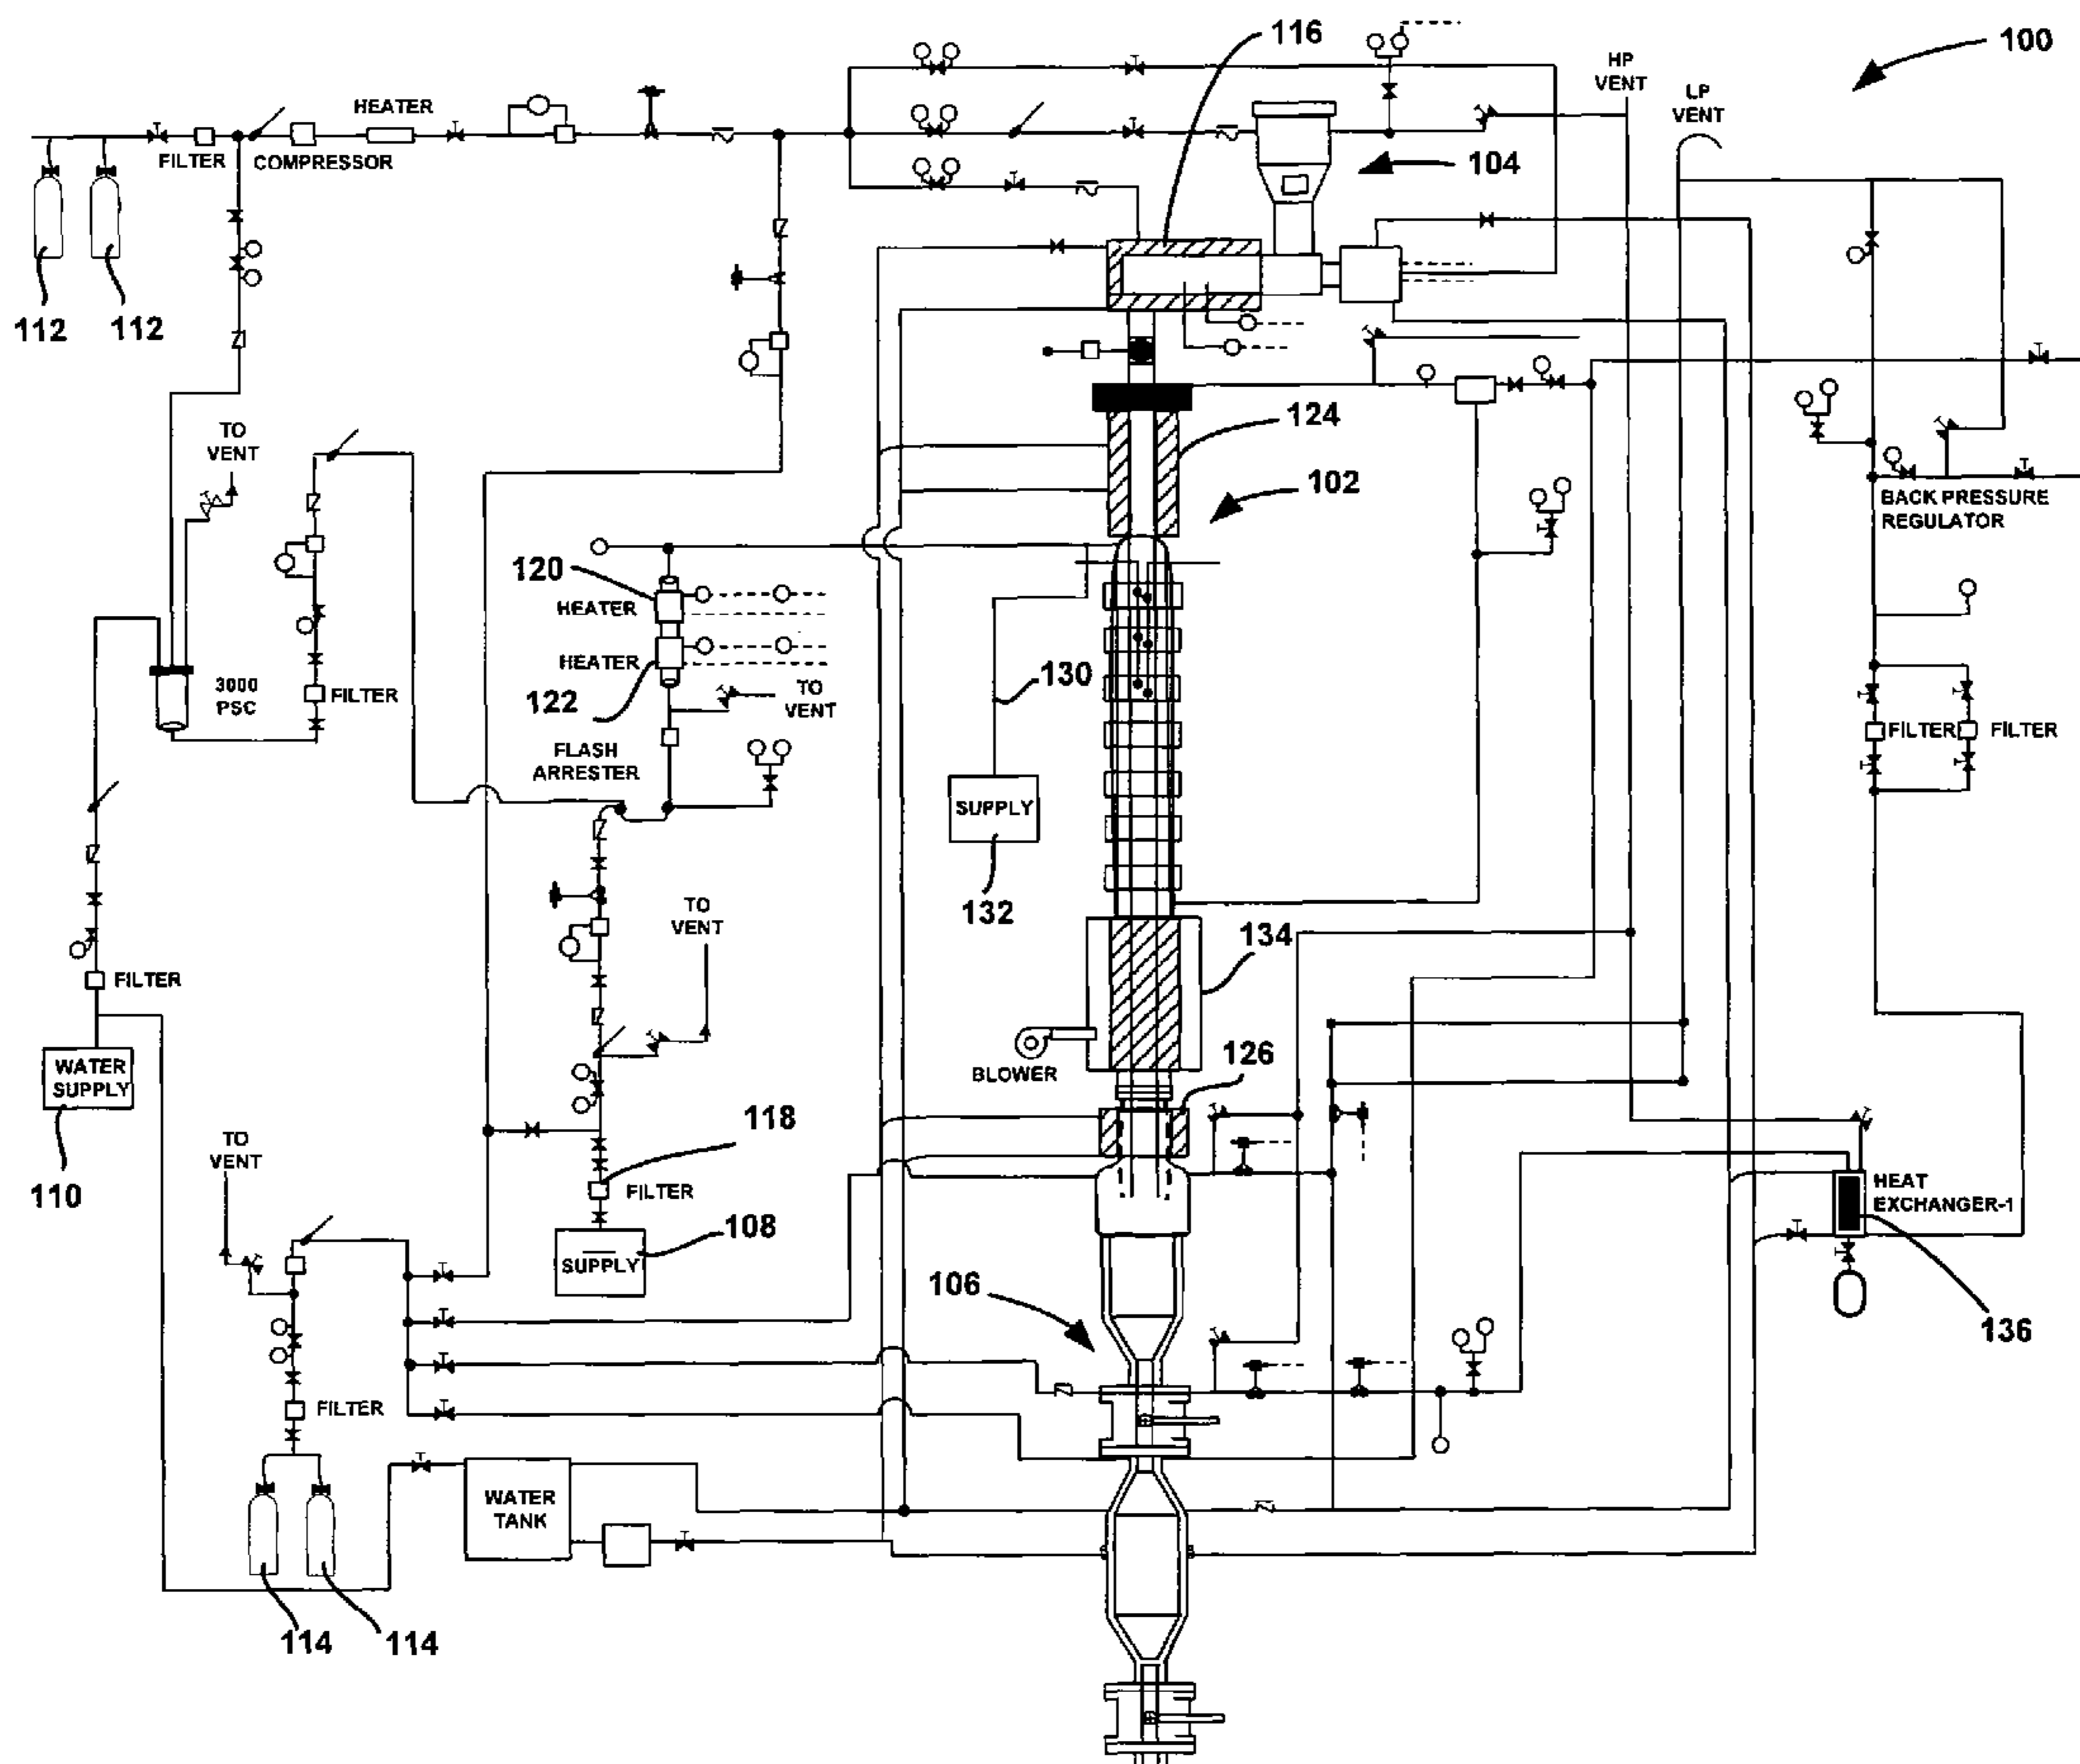 116
100
HP
VENT
LP
VENT
HEATER
FILTER
COMPRESSOR
104
112
112
124
TO
VENT
102
BACK PRESSURE
REGULATOR
120
HEATER
HEATER
122
130
TO
VENT
3000
PSC
FILTER
FLASH
ARRESTER
FILTER
FILTER
SUPPLY
132
TO
VENT
134
FILTER
BLOWER
126
WATER
SUPPLY
110
118
TO
VENT
FILTER
HEAT
EXCHANGER-1
108
SUPPLY
106
136
FILTER
WATER
TANK
114
114